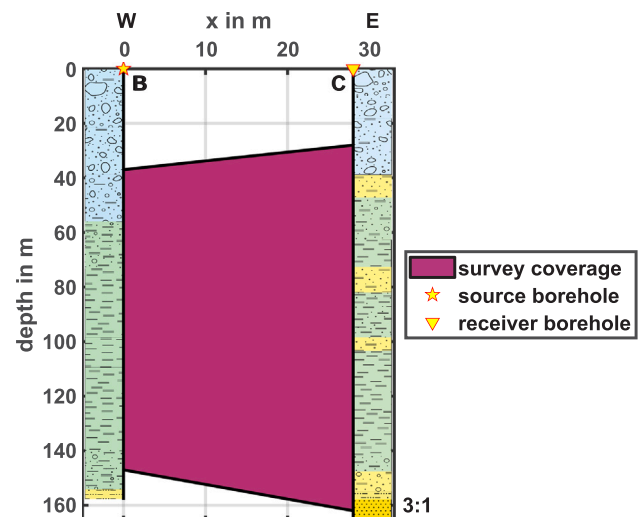 W x in m E
0 10 20 30
0
B C
20
40
60
80
100
120
140
160
depth in m
survey coverage
source borehole
receiver borehole
3:1